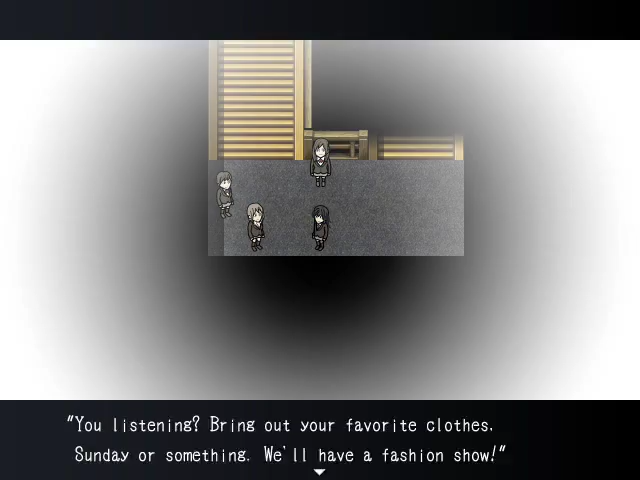 "You listening? Bring out your favorite clothes.
Sunday or something. We'll have a fashion show!"